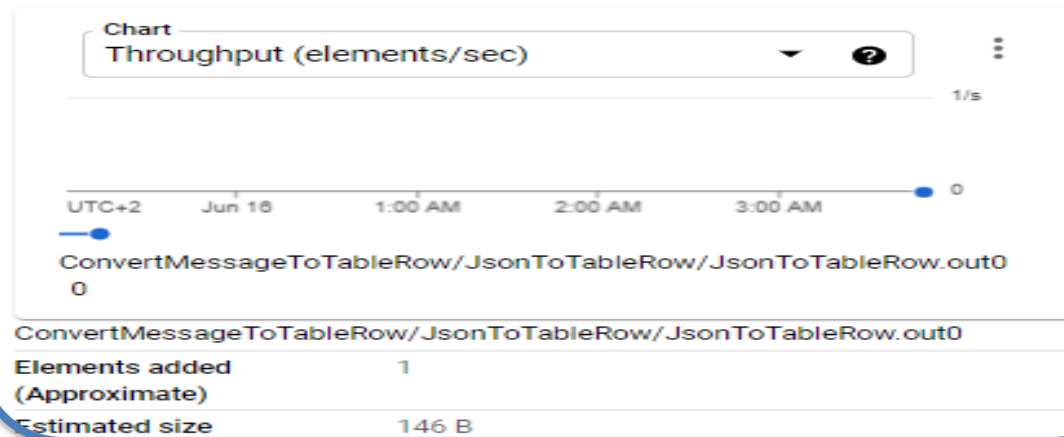 Chart
Throughput (elements/sec)
1/s
0
UTC+2 Jun 16 1:00 AM 2:00 AM 3:00 AM
ConvertMessageToTableRow/JsonToTableRow/JsonToTableRow.out0
0
ConvertMessageToTableRow/JsonToTableRow/JsonToTableRow.out0
Elements added 1
(Approximate)
Estimated size 146 B